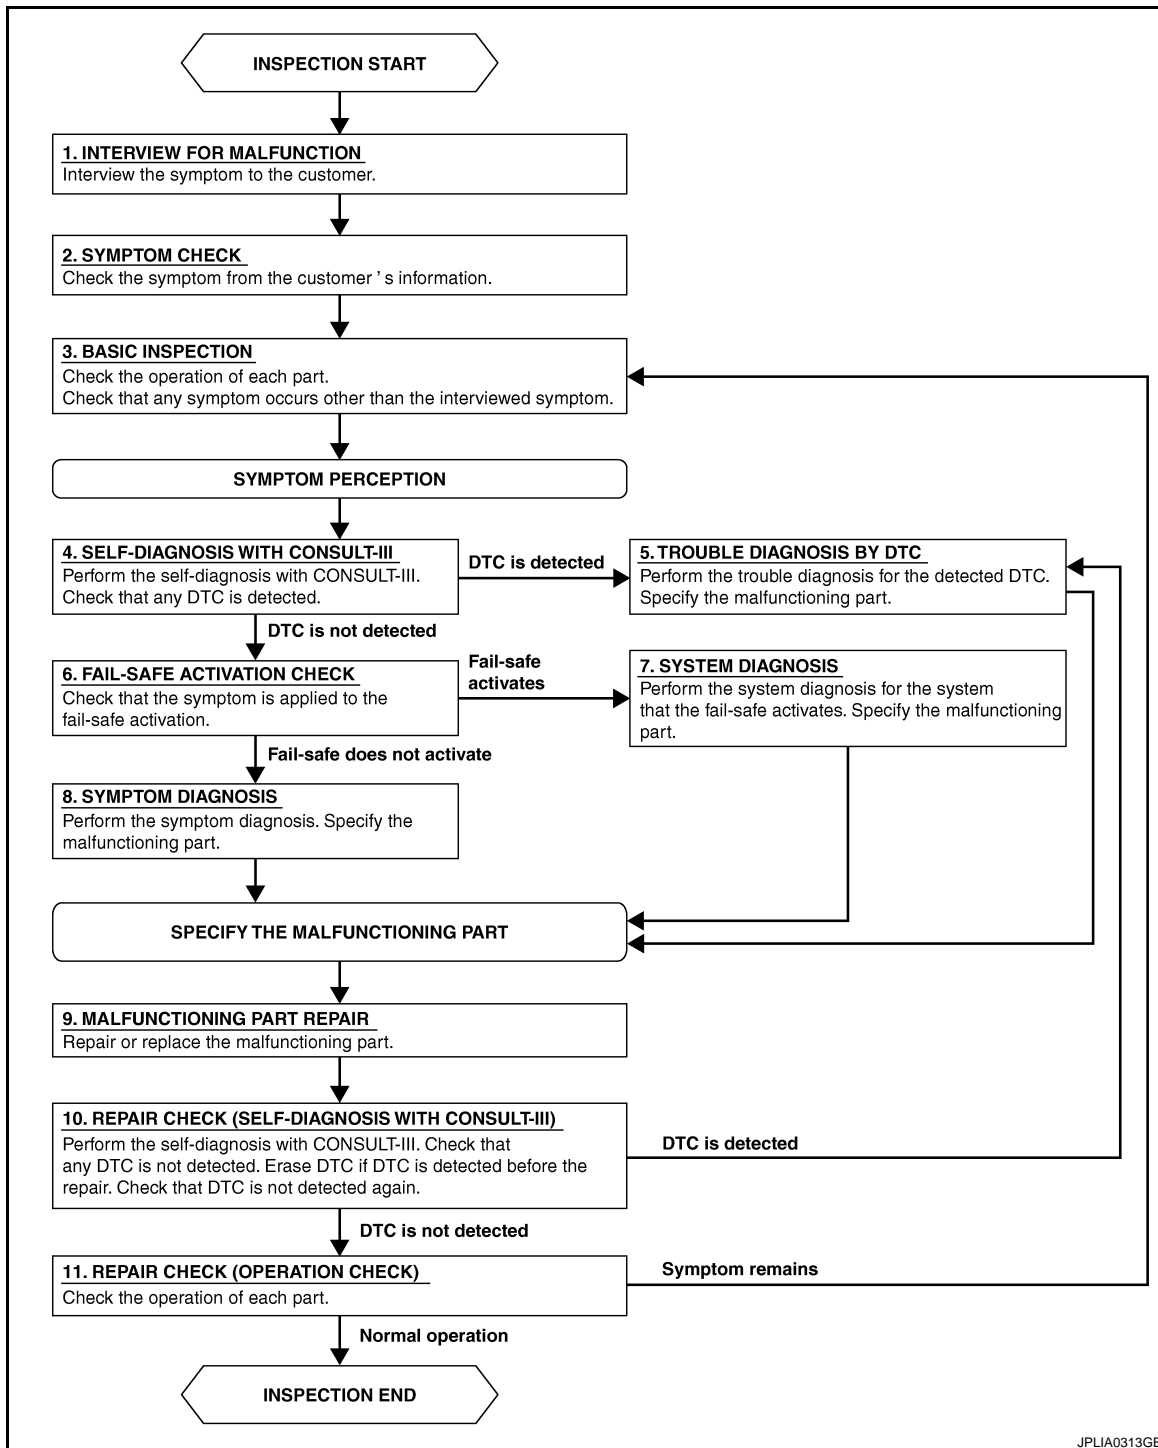 INSPECTION START
1. INTERVIEW FOR MALFUNCTION
Interview the symptom to the customer.
2. SYMPTOM CHECK
Check the symptom from the customer ' s information.
3. BASIC INSPECTION
Check the operation of each part.
Check that any symptom occurs other than the interviewed symptom.
SYMPTOM PERCEPTION
4. SELF-DIAGNOSIS WITH CONSULT-III
Perform the self-diagnosis with CONSULT-III.
Check that any DTC is detected.
DTC is detected
5. TROUBLE DIAGNOSIS BY DTC
Perform the trouble diagnosis for the detected DTC.
Specify the malfunctioning part.
DTC is not detected
6. FAIL-SAFE ACTIVATION CHECK
Check that the symptom is applied to the
fail-safe activation.
Fail-safe
activates
7. SYSTEM DIAGNOSIS
Perform the system diagnosis for the system
that the fail-safe activates. Specify the malfunctioning
part.
Fail-safe does not activate
8. SYMPTOM DIAGNOSIS
Perform the symptom diagnosis. Specify the
malfunctioning part.
SPECIFY THE MALFUNCTIONING PART
9. MALFUNCTIONING PART REPAIR
Repair or replace the malfunctioning part.
10. REPAIR CHECK (SELF-DIAGNOSIS WITH CONSULT-III)
Perform the self-diagnosis with CONSULT-III. Check that
any DTC is not detected. Erase DTC if DTC is detected before the
repair. Check that DTC is not detected again.
DTC is detected
DTC is not detected
11. REPAIR CHECK (OPERATION CHECK)
Check the operation of each part.
Symptom remains
Normal operation
INSPECTION END
JPLIA0313GB